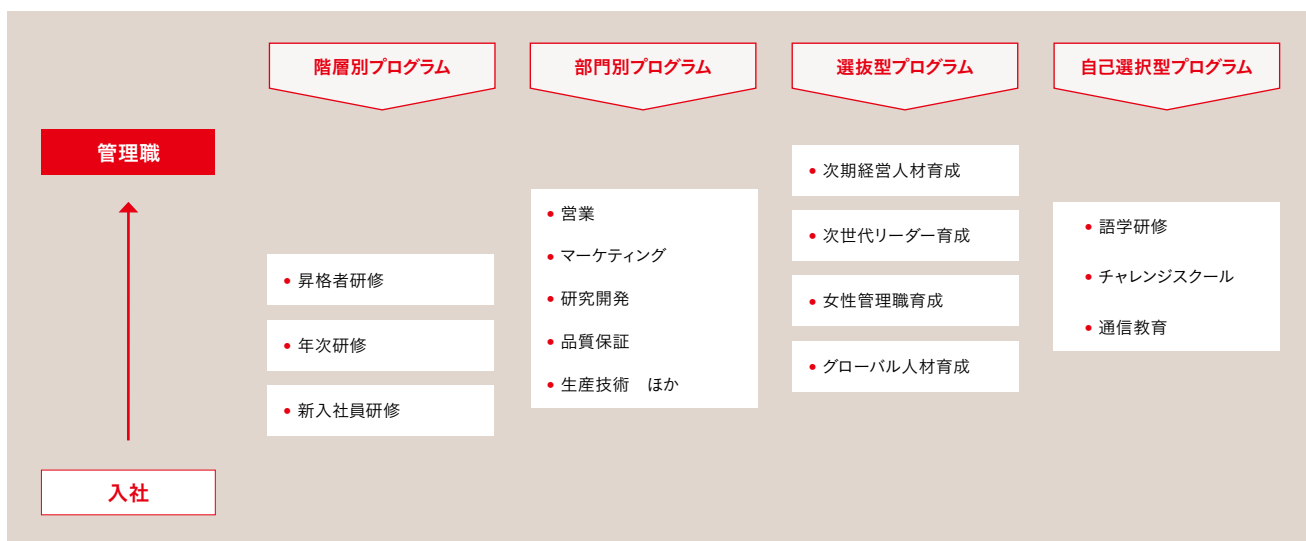 階層別プログラム
部門別プログラム
選抜型プログラム
自己選択型プログラム
管理職
入社
• 昇格者研修
• 年次研修
• 新入社員研修
• 営業
• マーケティング
• 研究開発
• 品質保証
• 生産技術　ほか
• 次期経営人材育成
• 次世代リーダー育成
• 女性管理職育成
• グローバル人材育成
• 語学研修
• チャレンジスクール
• 通信教育